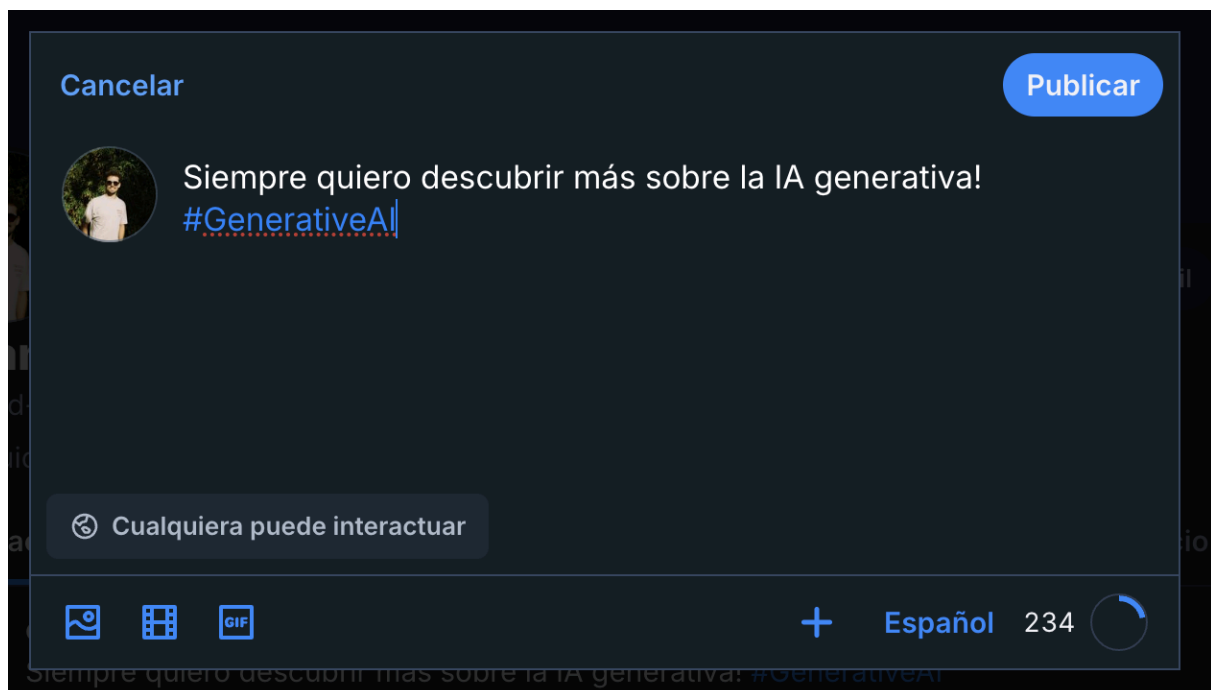 Cancelar
Publicar
Siempre quiero descubrir más sobre la IA generativa!
#GenerativeAI
Cualquiera puede interactuar
GIF
Español
234
Siempre quiero descubrir más sobre la IA generativa! #GenerativeAI